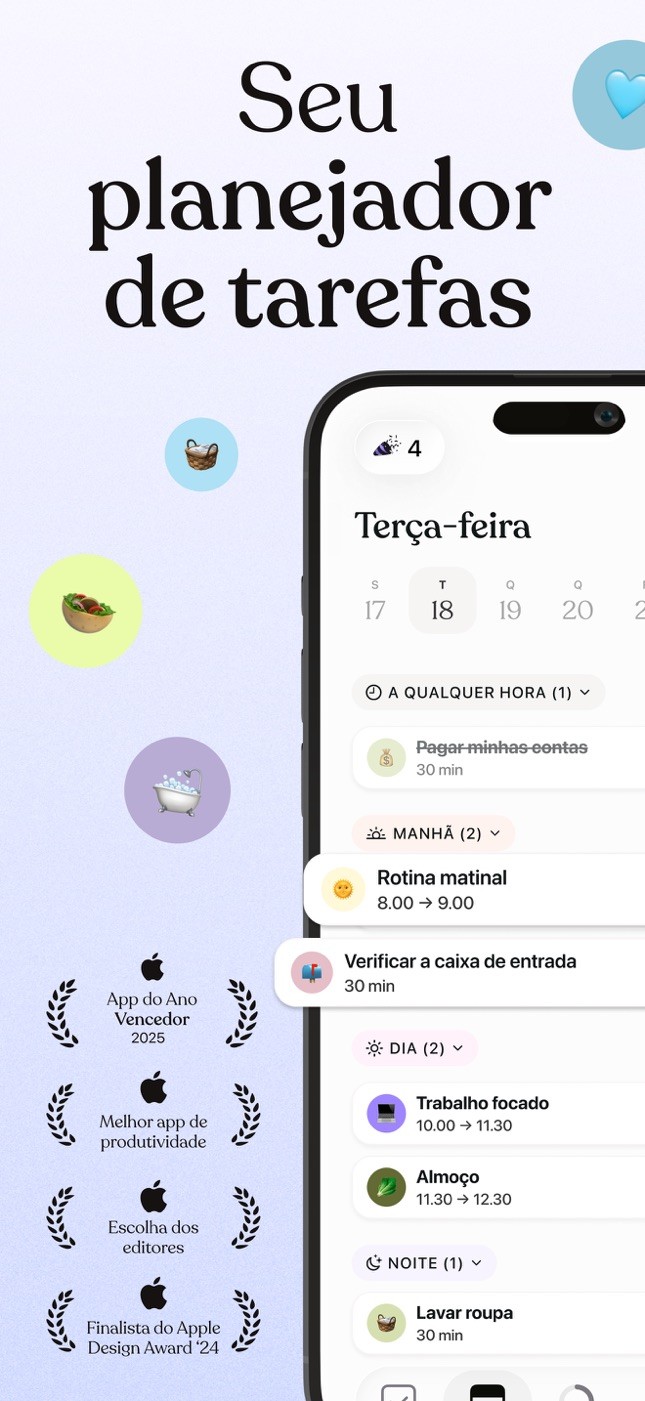 Seu
planejador
de tarefas
4
Terça-feira
S T Q Q
17 18 19 20 2
A QUALQUER HORA (1)
Pagar minhas contas
30 min
MANHÃ (2)
Rotina matinal
8.00 → 9.00
Verificar a caixa de entrada
30 min
DIA (2)
Trabalho focado
10.00 → 11.30
Almoço
11.30 → 12.30
NOITE (1)
Lavar roupa
30 min
App do Ano
Vencedor
2025
Melhor app de
produtividade
Escolha dos
editores
Finalista do Apple
Design Award ‘24